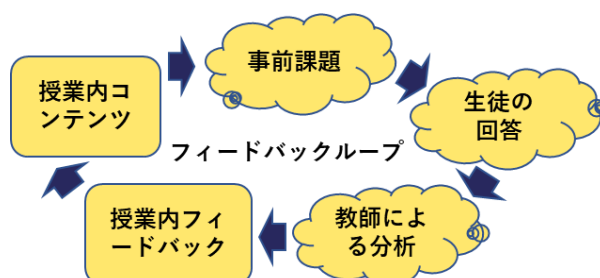 事前課題
授業内コ
ンテンツ
生徒の
回答
フィードバックループ
教師によ
る分析
授業内フィ
ードバック